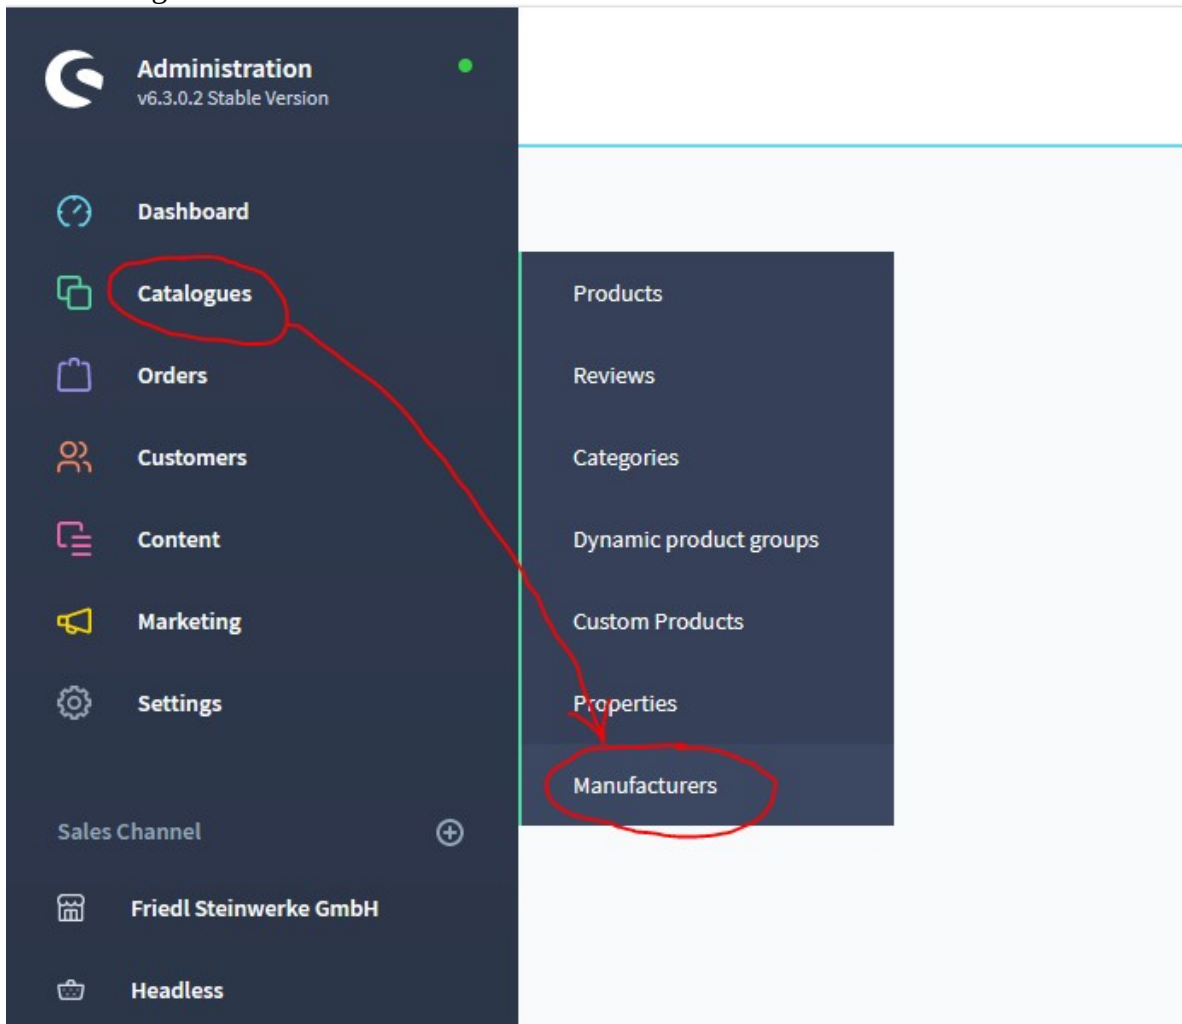 Administration
v6.3.0.2 Stable Version
Dashboard
Catalogues
Orders
Customers
Content
Marketing
Settings
Products
Reviews
Categories
Dynamic product groups
Custom Products
Properties
Manufacturers
Sales Channel
Friedl Steinwerke GmbH
Headless